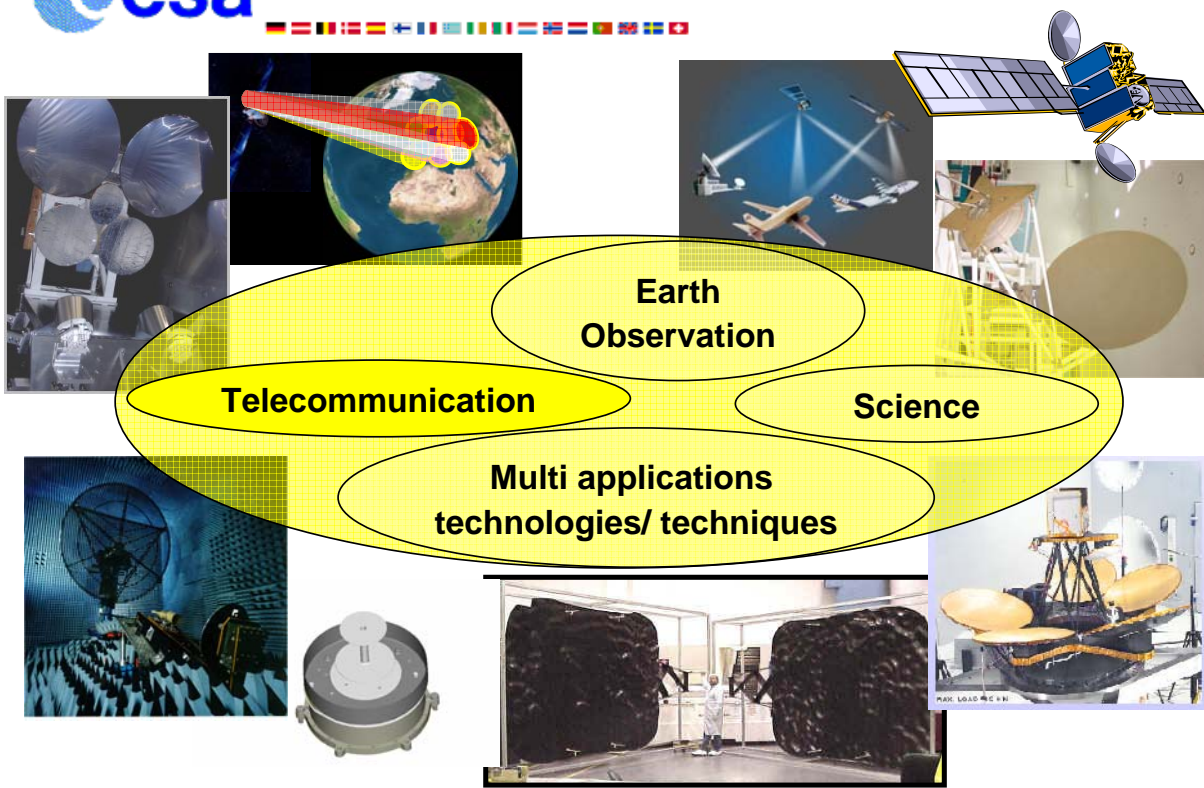 esa
Earth
Observation
Telecommunication
Science
Multi applications
technologies/ techniques